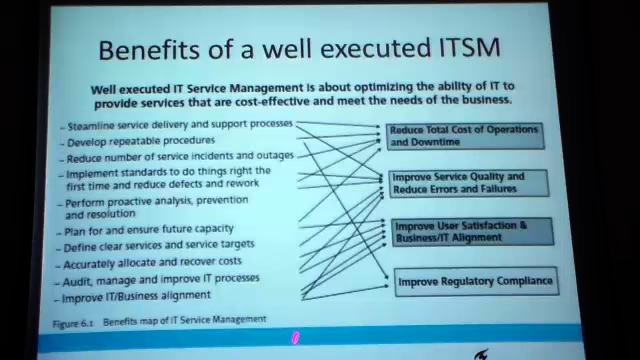 Benefits of a well executed ITSM
Well executed IT Service Management is about optimizing the ability of IT to
provide services that are cost-effective and meet the needs of the business.
– Steamline service delivery and support processes
– Develop repeatable procedures
– Reduce number of service incidents and outages
– Implement standards to do things right the
first time and reduce defects and rework
– Perform proactive analysis, prevention
and resolution
– Plan for and ensure future capacity
– Define clear services and service targets
– Accurately allocate and recover costs
– Audit, manage and improve IT processes
– Improve IT/Business alignment
Reduce Total Cost of Operations
and Downtime
Improve Service Quality and
Reduce Errors and Failures
Improve User Satisfaction &
Business/IT Alignment
Improve Regulatory Compliance
Figure 6.1 Benefits map of IT Service Management